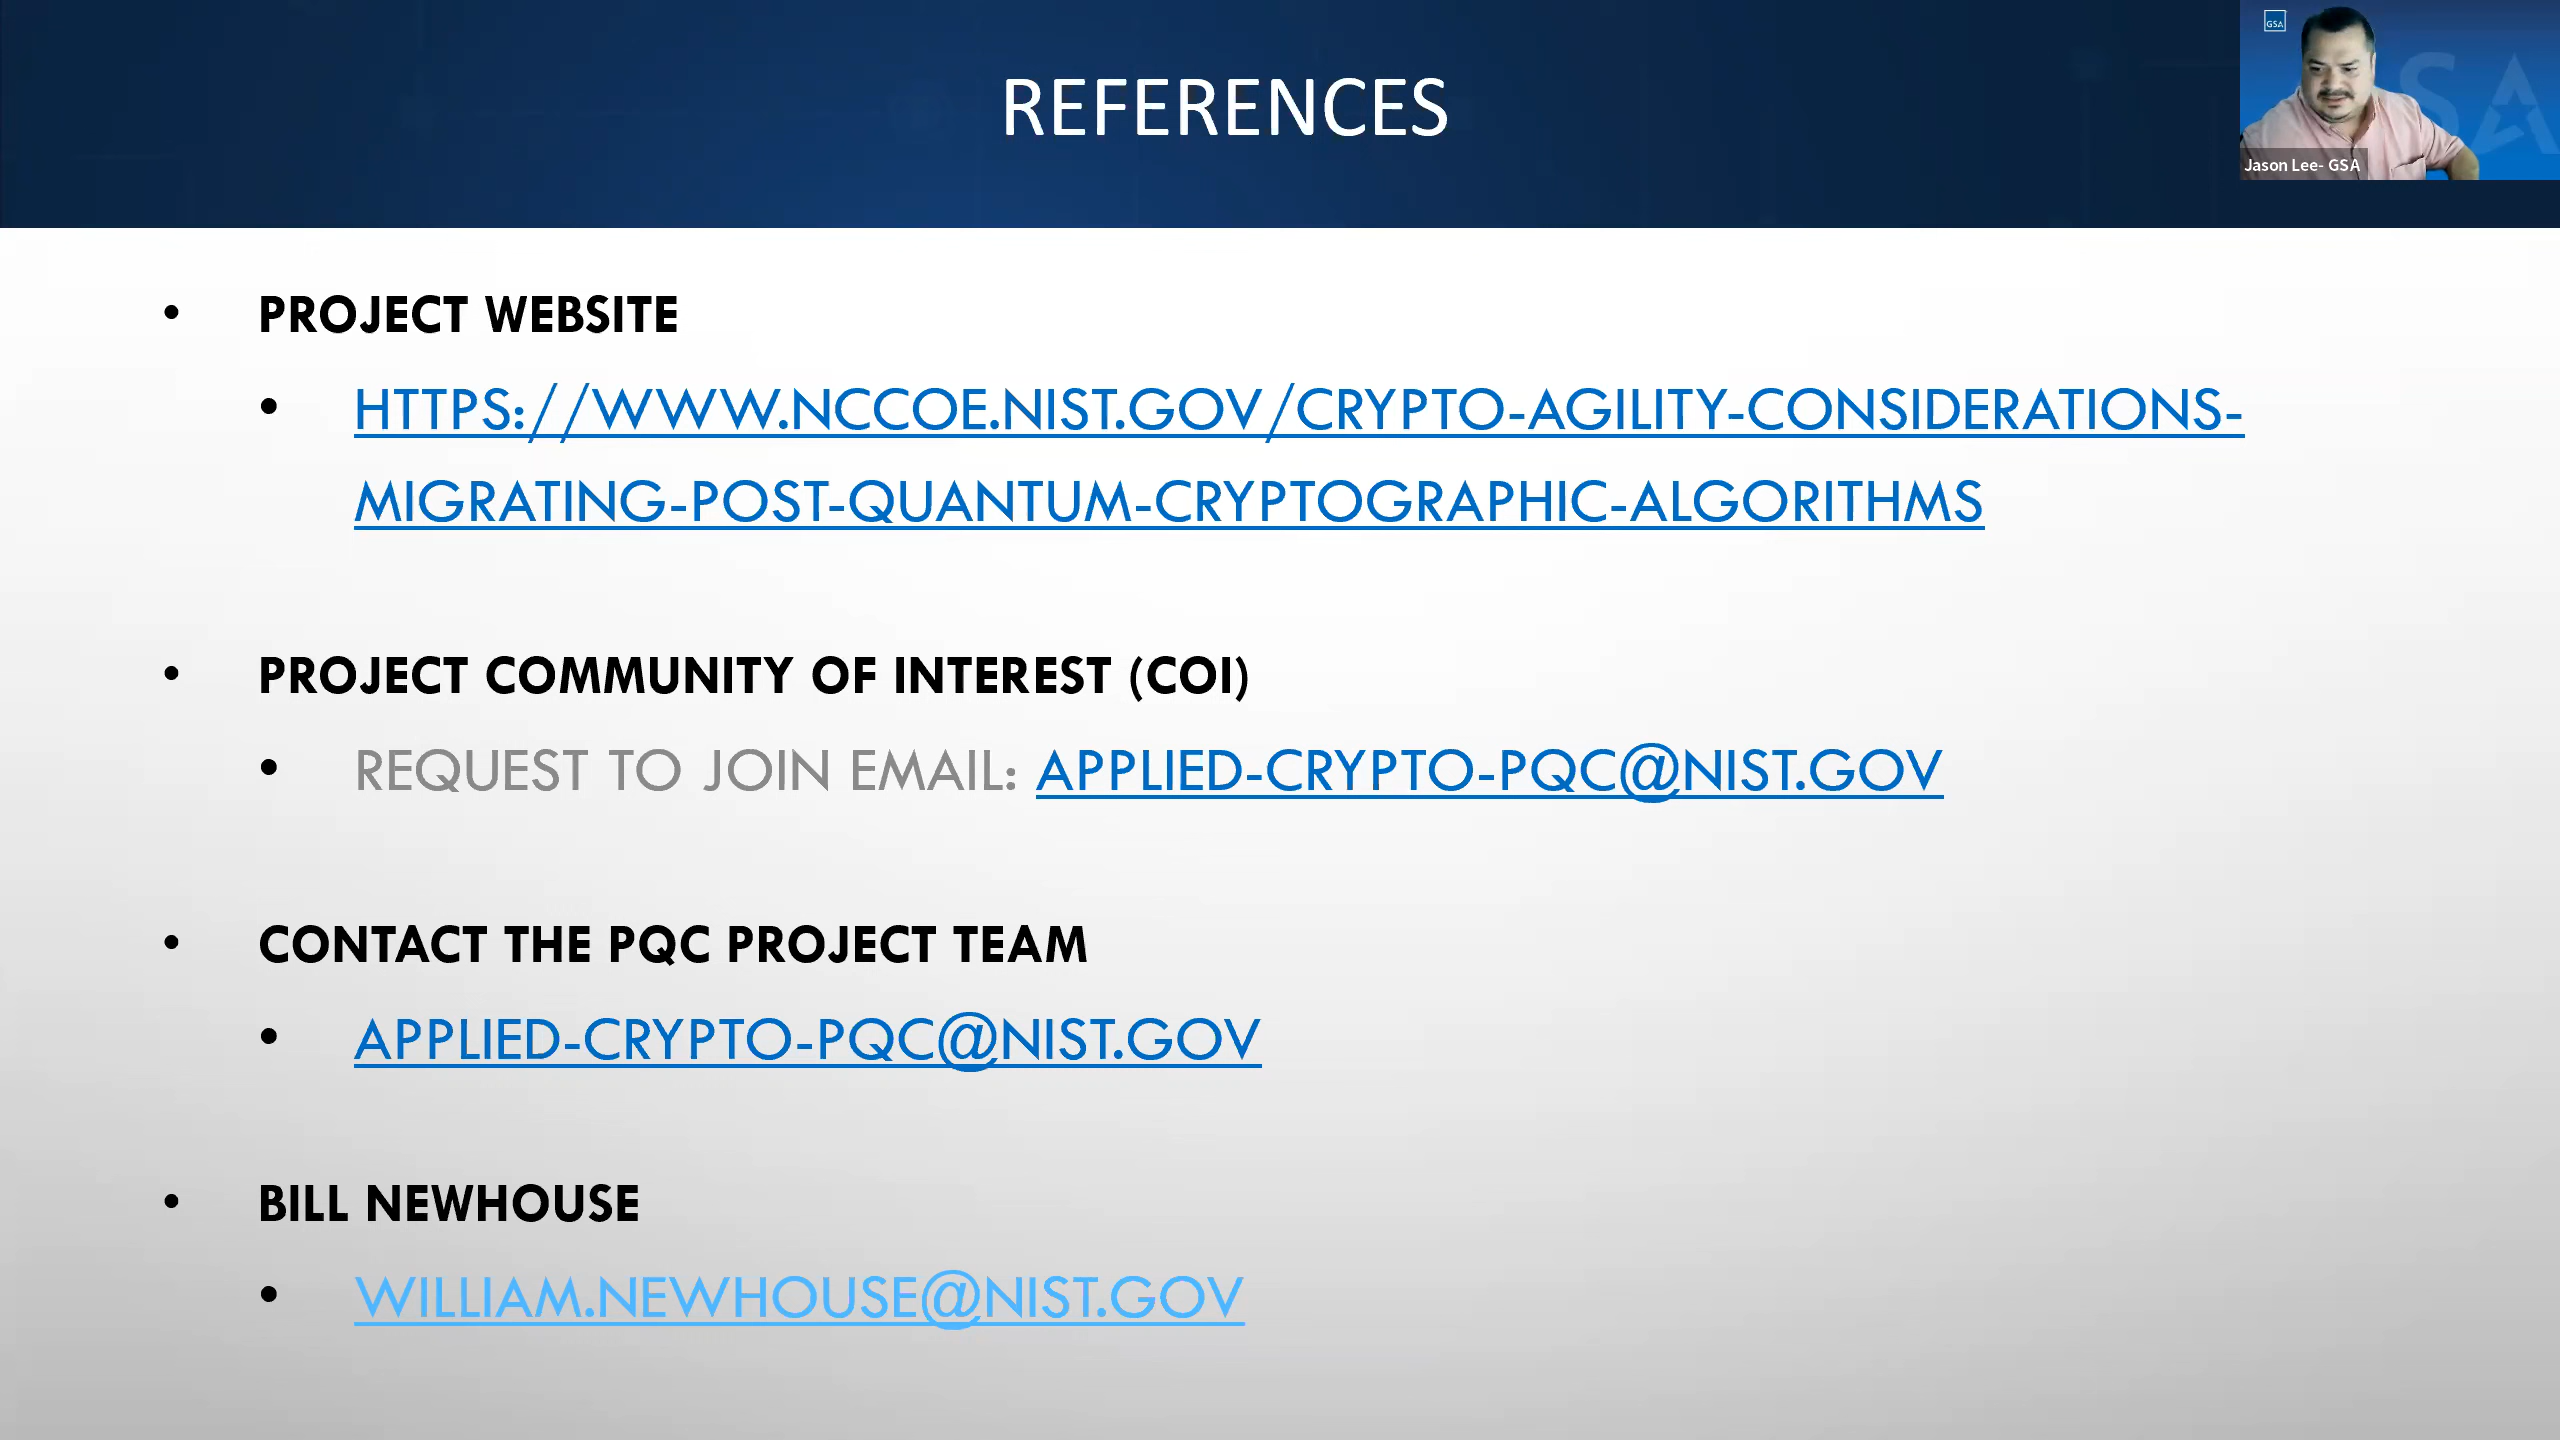 REFERENCES
GSA
SA
Jason Lee- GSA
• PROJECT WEBSITE
• HTTPS://WWW.NCCOE.NIST.GOV/CRYPTO-AGILITY-CONSIDERATIONS-
MIGRATING-POST-QUANTUM-CRYPTOGRAPHIC-ALGORITHMS
• PROJECT COMMUNITY OF INTEREST (COI)
• REQUEST TO JOIN EMAIL: APPLIED-CRYPTO-PQC@NIST.GOV
• CONTACT THE PQC PROJECT TEAM
• APPLIED-CRYPTO-PQC@NIST.GOV
• BILL NEWHOUSE
• WILLIAM.NEWHOUSE@NIST.GOV